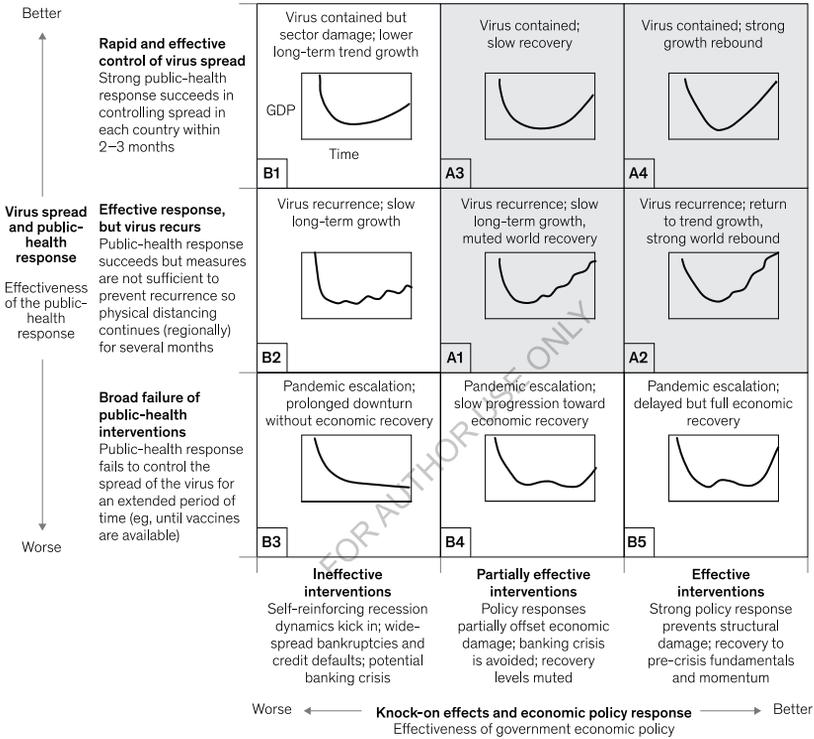 Better
Rapid and effective
control of virus spread
Strong public-health
response succeeds in
controlling spread in
each country within
2–3 months
Virus contained but
sector damage; lower
long-term trend growth
GDP
Time
B1
Virus contained;
slow recovery
A3
Virus contained; strong
growth rebound
A4
Virus spread
and public-
health
response
Effectiveness
of the public-
health
response
Effective response,
but virus recurs
Public-health response
succeeds but measures
are not sufficient to
prevent recurrence so
physical distancing
continues (regionally)
for several months
Virus recurrence; slow
long-term growth
B2
Virus recurrence; slow
long-term growth,
muted world recovery
A1
Virus recurrence; return
to trend growth,
strong world rebound
A2
Broad failure of
public-health
interventions
Public-health response
fails to control the
spread of the virus for
an extended period of
time (eg, until vaccines
are available)
Worse
Pandemic escalation;
prolonged downturn
without economic recovery
B3
Pandemic escalation;
slow progression toward
economic recovery
B4
Pandemic escalation;
delayed but full economic
recovery
B5
FOR AUTHOR USE ONLY
Ineffective
interventions
Self-reinforcing recession
dynamics kick in; wide-
spread bankruptcies and
credit defaults; potential
banking crisis
Partially effective
interventions
Policy responses
partially offset economic
damage; banking crisis
is avoided; recovery
levels muted
Effective
interventions
Strong policy response
prevents structural
damage; recovery to
pre-crisis fundamentals
and momentum
Worse
Knock-on effects and economic policy response
Better
Effectiveness of government economic policy